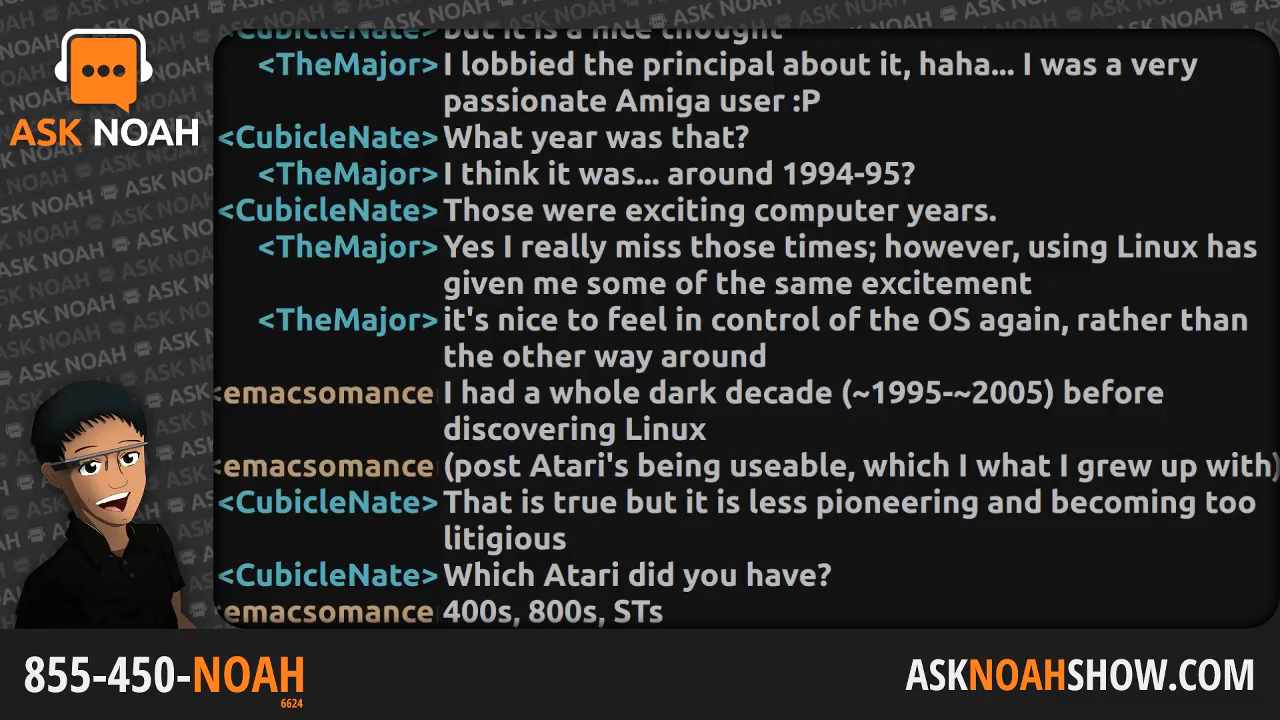 ASK NOAH
<CubicleNate> but it is a nice thought
<TheMajor> I lobbied the principal about it, haha... I was a very
passionate Amiga user :P
<CubicleNate> What year was that?
<TheMajor> I think it was... around 1994-95?
<CubicleNate> Those were exciting computer years.
<TheMajor> Yes I really miss those times; however, using Linux has
given me some of the same excitement
<TheMajor> it's nice to feel in control of the OS again, rather than
the other way around
<emacsomance I had a whole dark decade (~1995-~2005) before
discovering Linux
<emacsomance (post Atari's being useable, which I what I grew up with)
<CubicleNate> That is true but it is less pioneering and becoming too
litigious
<CubicleNate> Which Atari did you have?
<emacsomance 400s, 800s, STs
855-450-NOAH
6624
ASKNOAHSHOW.COM